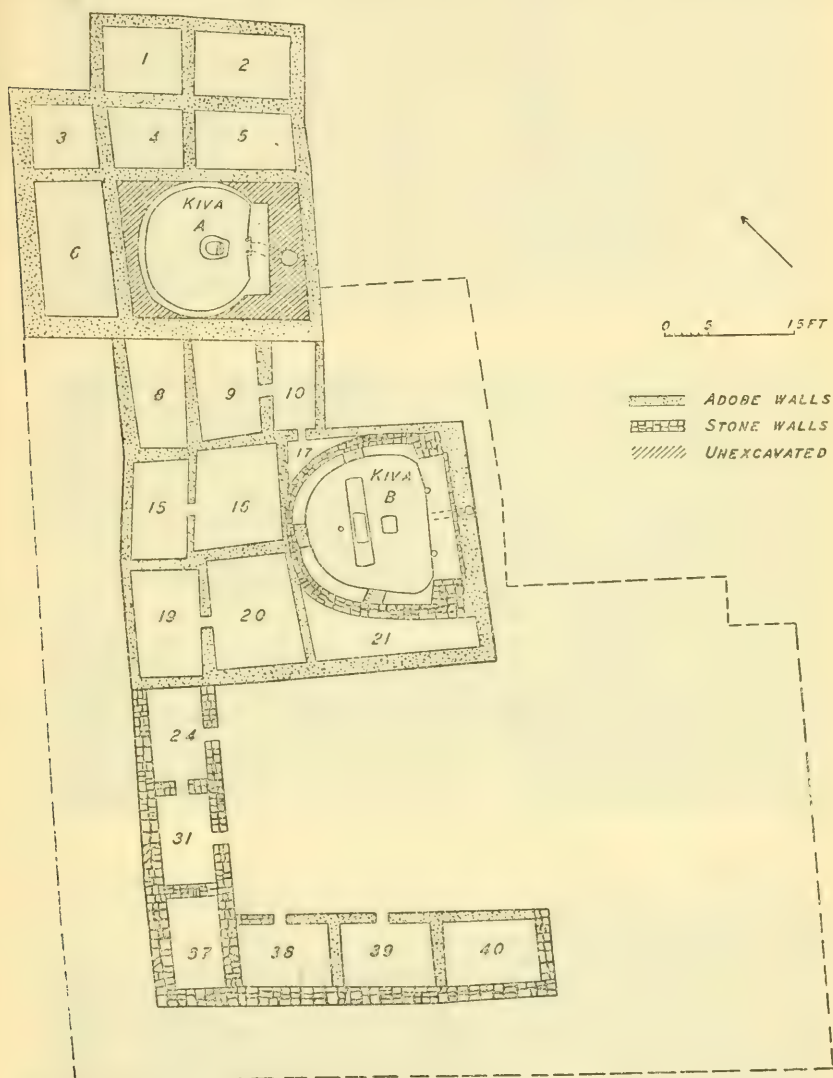 1 2
3 4 5
KIVA
A
6
0 5 15 FT
8 9 10
ADOBE WALLS
STONE WALLS
UNEXCAVATED
17
KIVA
B
15 16
19 20 21
24
31
37 38 39 40